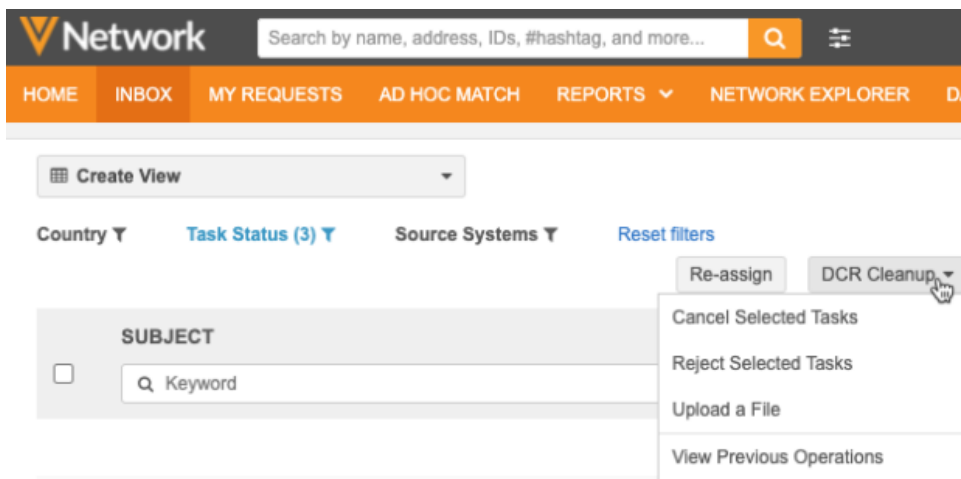 Network
Search by name, address, IDs, #hashtag, and more...
HOME INBOX MY REQUESTS AD HOC MATCH REPORTS NETWORK EXPLORER
Create View
Country Task Status (3) Source Systems Reset filters
Re-assign DCR Cleanup
Cancel Selected Tasks
SUBJECT
Reject Selected Tasks
Keyword
Upload a File
View Previous Operations